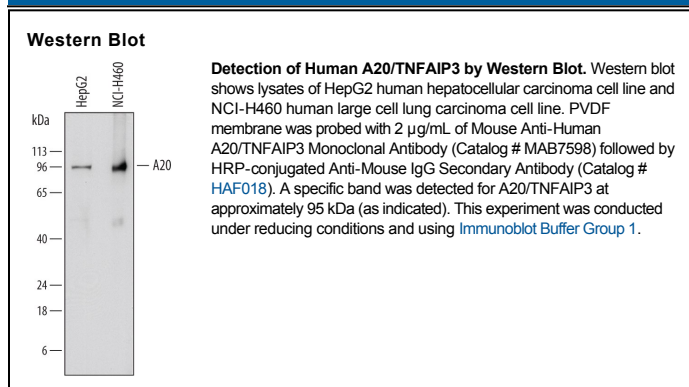 Western Blot
HepG2
NCI-H460
kDa
113
96
A20
65
40
24
18
6
Detection of Human A20/TNFAIP3 by Western Blot. Western blot
shows lysates of HepG2 human hepatocellular carcinoma cell line and
NCI-H460 human large cell lung carcinoma cell line. PVDF
membrane was probed with 2 µg/mL of Mouse Anti-Human
A20/TNFAIP3 Monoclonal Antibody (Catalog # MAB7598) followed by
HRP-conjugated Anti-Mouse IgG Secondary Antibody (Catalog #
HAF018). A specific band was detected for A20/TNFAIP3 at
approximately 95 kDa (as indicated). This experiment was conducted
under reducing conditions and using Immunoblot Buffer Group 1.